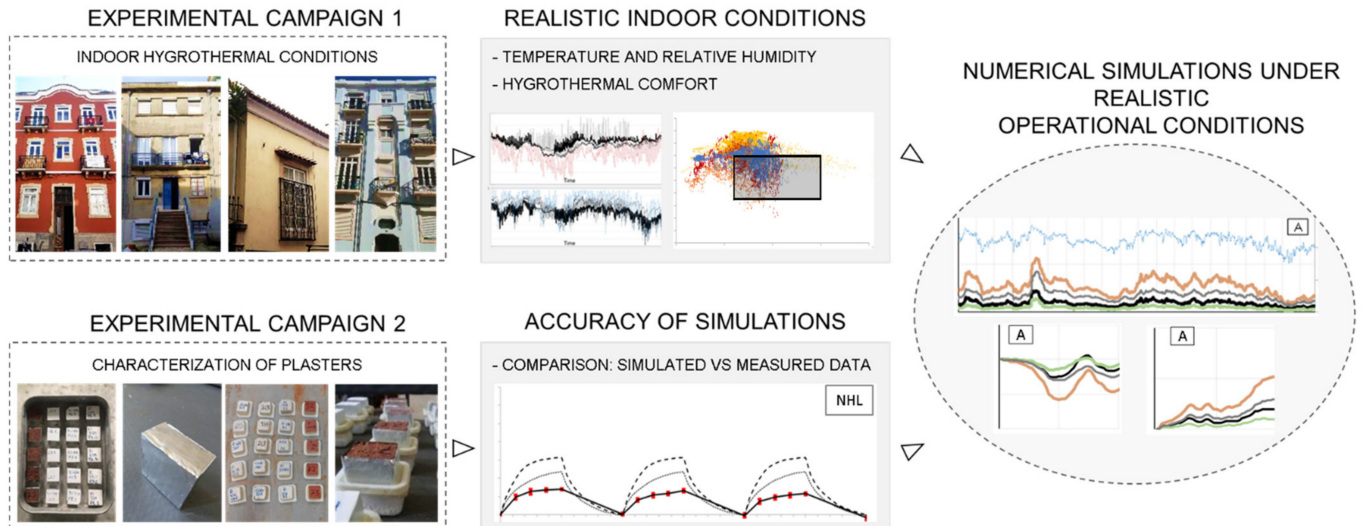 EXPERIMENTAL CAMPAIGN 1
INDOOR HYGROTHERMAL CONDITIONS
REALISTIC INDOOR CONDITIONS
- TEMPERATURE AND RELATIVE HUMIDITY
- HYGROTHERMAL COMFORT
Time
Time
EXPERIMENTAL CAMPAIGN 2
CHARACTERIZATION OF PLASTERS
ACCURACY OF SIMULATIONS
- COMPARISON: SIMULATED VS MEASURED DATA
NHL
NUMERICAL SIMULATIONS UNDER
REALISTIC
OPERATIONAL CONDITIONS
A
A
A